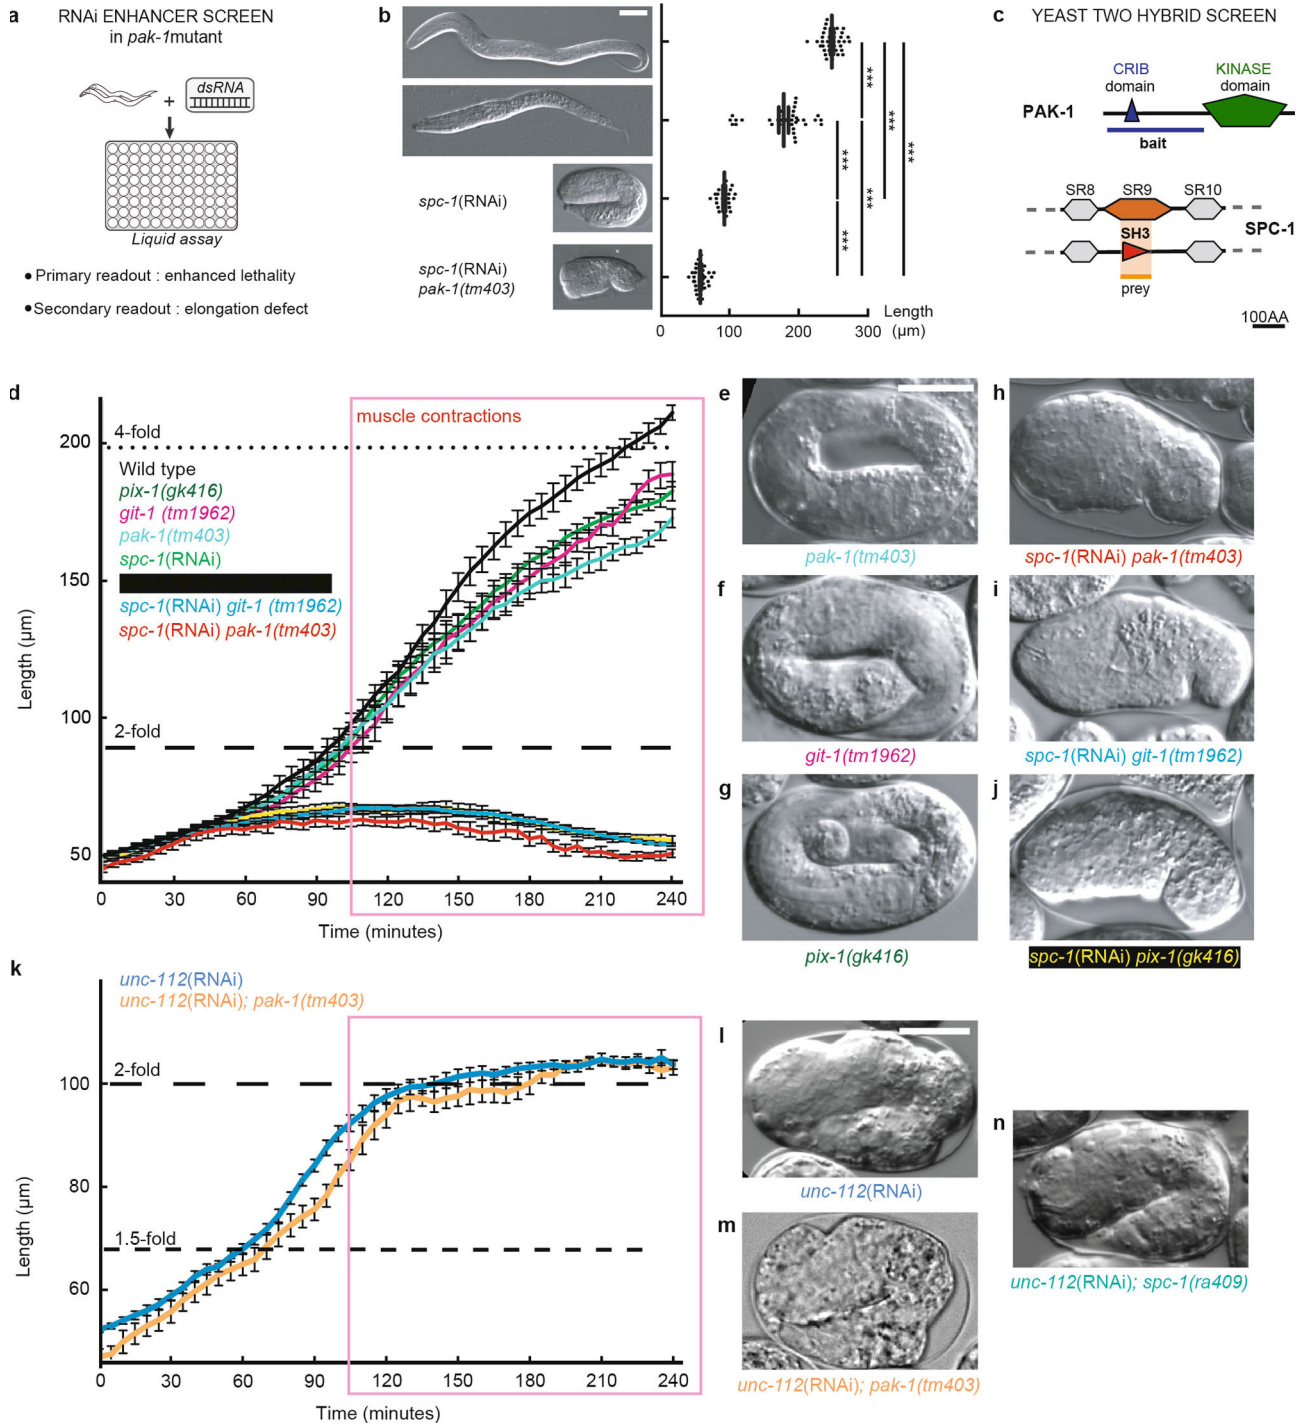 a
RNAi ENHANCER SCREEN
in pak-1mutant
dsRNA
+
Liquid assay
● Primary readout : enhanced lethality
● Secondary readout : elongation defect
b
spc-1(RNAi)
spc-1(RNAi)
pak-1(tm403)
***
***
***
***
***
***
0 100 200 300
Length
(µm)
c
YEAST TWO HYBRID SCREEN
CRIB
domain
KINASE
domain
PAK-1
bait
SR8 SR9 SR10
SH3
SPC-1
prey
100AA
d
muscle contractions
4-fold
Wild type
pix-1(gk416)
git-1 (tm1962)
pak-1(tm403)
spc-1(RNAi)
spc-1(RNAi) git-1 (tm1962)
spc-1(RNAi) pak-1(tm403)
2-fold
200
150
100
50
Length (µm)
0 30 60 90 120 150 180 210 240
Time (minutes)
e
pak-1(tm403)
f
git-1(tm1962)
g
pix-1(gk416)
h
spc-1(RNAi) pak-1(tm403)
i
spc-1(RNAi) git-1(tm1962)
j
spc-1(RNAi) pix-1(gk416)
k
unc-112(RNAi)
unc-112(RNAi); pak-1(tm403)
2-fold
1.5-fold
100
80
60
Length (µm)
0 30 60 90 120 150 180 210 240
Time (minutes)
l
unc-112(RNAi)
m
unc-112(RNAi); pak-1(tm403)
n
unc-112(RNAi); spc-1(ra409)